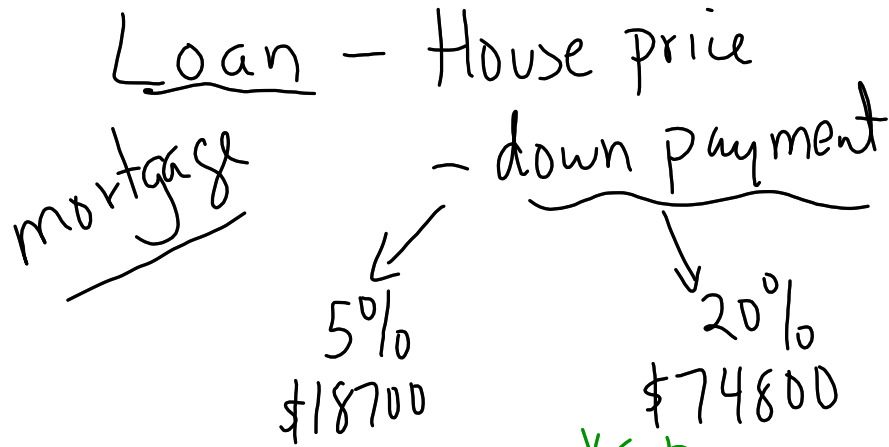 Loan – House price
mortgage – down payment
5% 20%
$18700 $74800